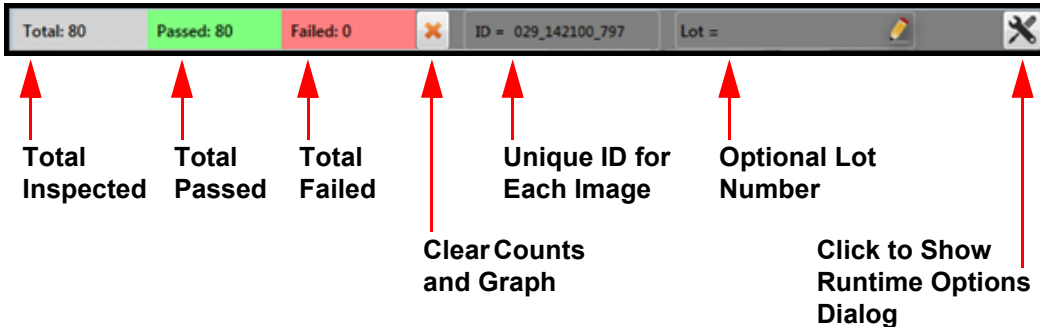 Total: 80 Passed: 80 Failed: 0 ID = 029_142100_797 Lot =
Total
Inspected
Total
Passed
Total
Failed
Unique ID for
Each Image
Optional Lot
Number
Clear Counts
and Graph
Click to Show
Runtime Options
Dialog